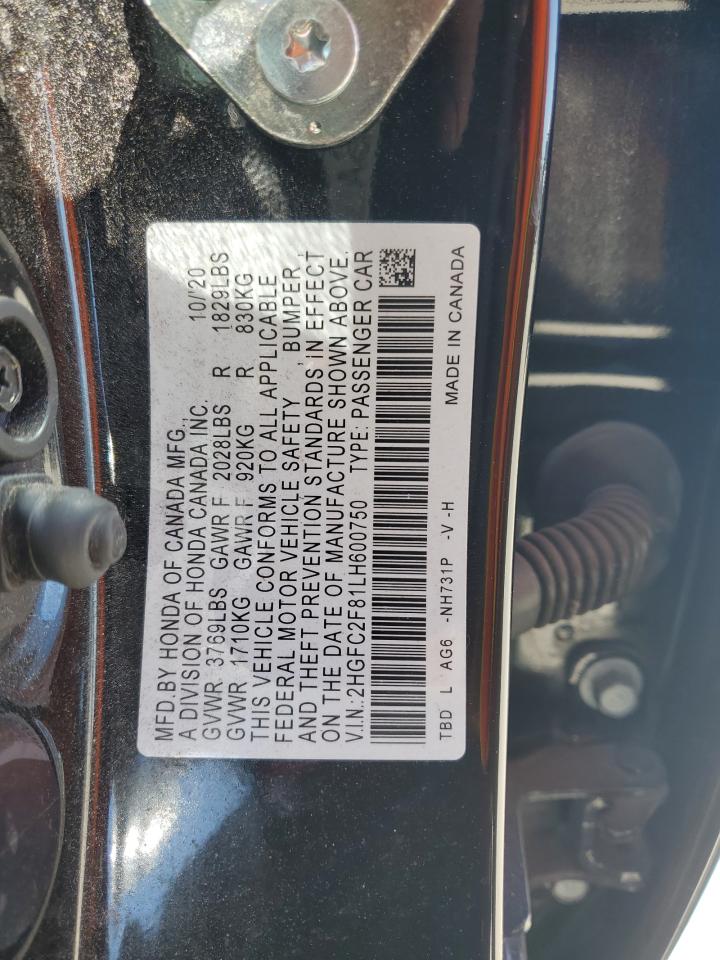 MFD.BY HONDA OF CANADA MFG., 10/'20
A DIVISION OF HONDA CANADA INC.
GVWR 3769LBS GAWR F 2028LBS R 1829LBS
GVWR 1710KG GAWR F 920KG R 830KG
THIS VEHICLE CONFORMS TO ALL APPLICABLE
FEDERAL MOTOR VEHICLE SAFETY, BUMPER,
AND THEFT PREVENTION STANDARDS IN EFFECT
ON THE DATE OF MANUFACTURE SHOWN ABOVE.
V.I.N.:2HGFC2F81LH600750 TYPE: PASSENGER CAR
TBD L AG6 -NH731P -V -H MADE IN CANADA